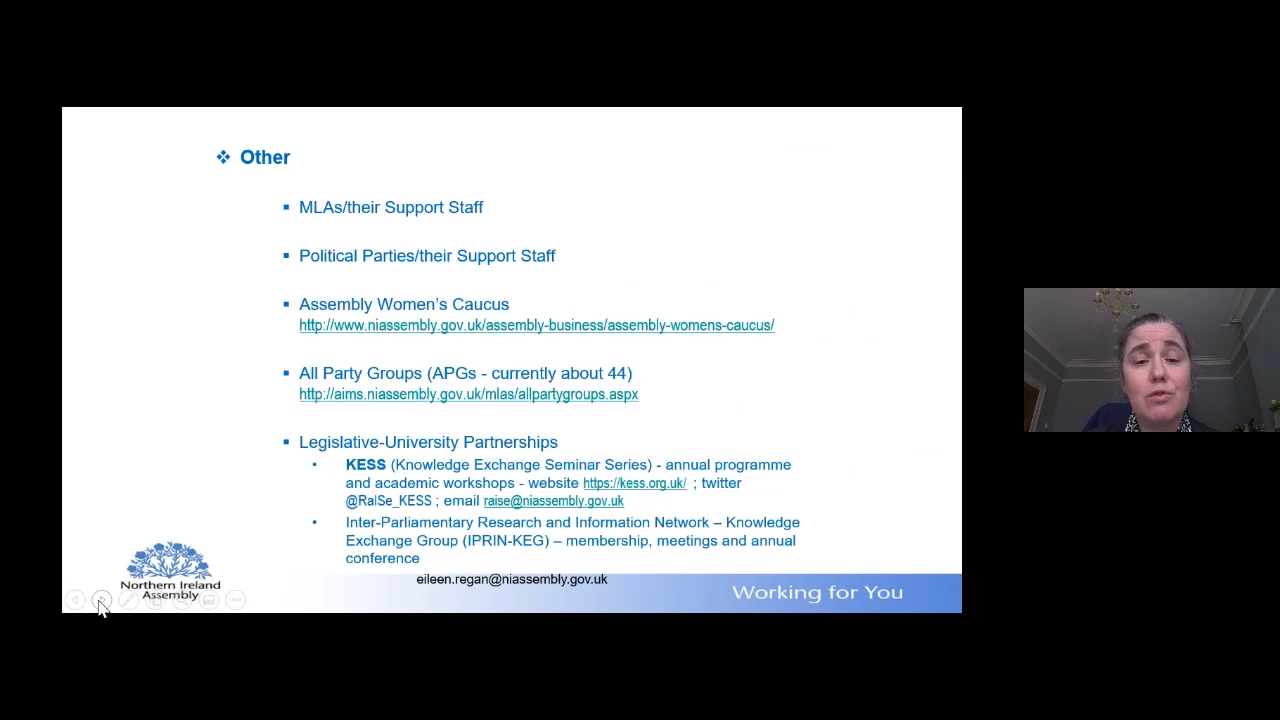 Other
MLAs/their Support Staff
Political Parties/their Support Staff
Assembly Women's Caucus
http://www.niassembly.gov.uk/assembly-business/assembly-womens-caucus/
All Party Groups (APGs - currently about 44)
http://aims.niassembly.gov.uk/mlas/allpartygroups.aspx
Legislative-University Partnerships
KESS (Knowledge Exchange Seminar Series) - annual programme
and academic workshops - website https://kess.org.uk/ ; twitter
@RaISe_KESS ; email raise@niassembly.gov.uk
Inter-Parliamentary Research and Information Network – Knowledge
Exchange Group (IPRIN-KEG) – membership, meetings and annual
conference
eileen.regan@niassembly.gov.uk
Northern Ireland
Assembly
Working for You